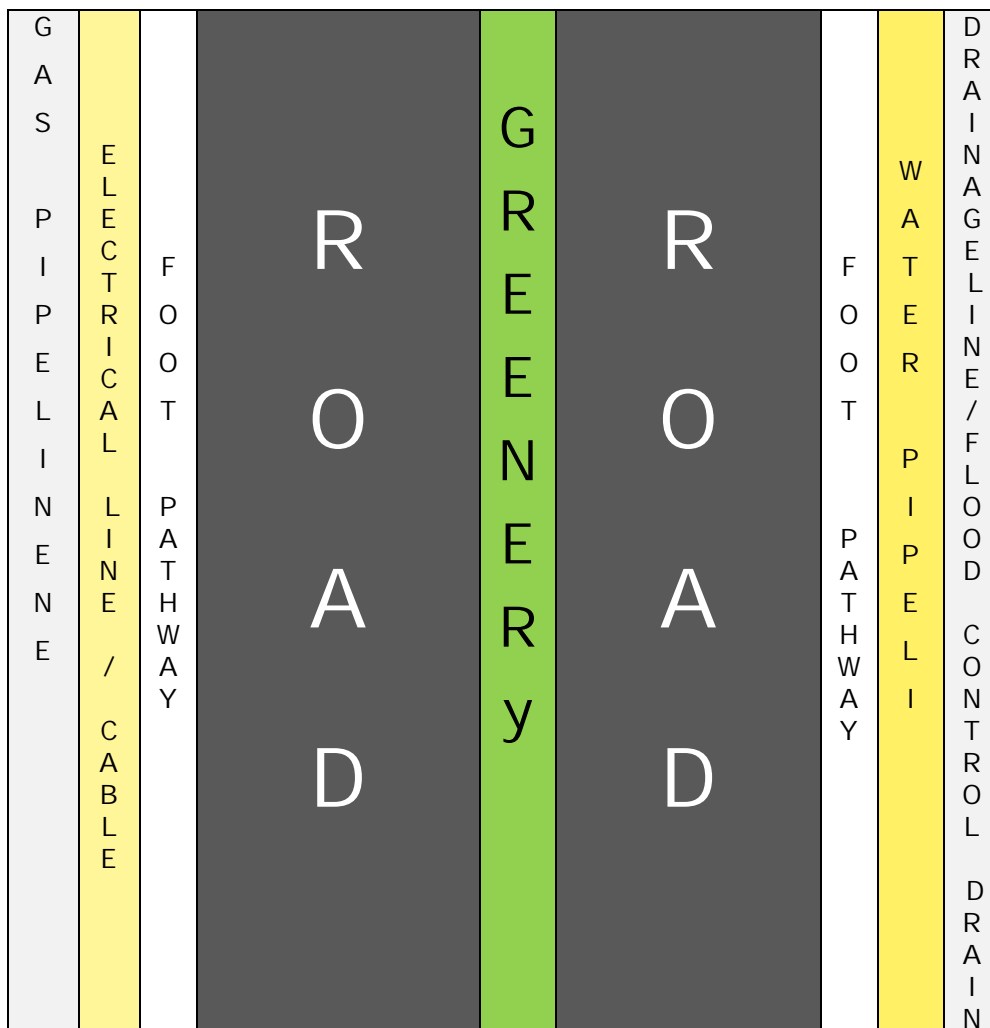 GAS PIPELINENE
ELECTRICAL LINE / CABLE
FOOT PATHWAY
ROAD
GREENERy
ROAD
FOOT PATHWAY
WATER PIPELI
DRAINAGELINE/FLOOD CONTROL DRAIN